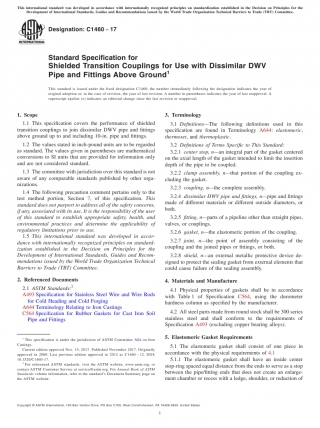 This international standard was developed in accordance with internationally recognized principles on standardization established in the Decision on Principles for the
Development of International Standards, Guides and Recommendations issued by the World Trade Organization Technical Barriers to Trade (TBT) Committee.
Designation: C1460 − 17
Standard Specification for
Shielded Transition Couplings for Use with Dissimilar DWV
Pipe and Fittings Above Ground1
This standard is issued under the fixed designation C1460; the number immediately following the designation indicates the year of
original adoption or, in the case of revision, the year of last revision. A number in parentheses indicates the year of last reapproval. A
superscript epsilon (ε) indicates an editorial change since the last revision or reapproval.
1. Scope
1.1 This specification covers the performance of shielded
transition couplings to join dissimilar DWV pipe and fittings
above ground up to and including 10-in. pipe and fittings.
1.2 The values stated in inch-pound units are to be regarded
as standard. The values given in parentheses are mathematical
conversions to SI units that are provided for information only
and are not considered standard.
1.3 The committee with jurisdiction over this standard is not
aware of any comparable standards published by other orga-
nizations.
1.4 The following precaution pertains only to the
test method portion, Section 7, of this specification. This
standard does not purport to address all of the safety concerns,
if any, associated with its use. It is the responsibility of the user
of this standard to establish appropriate safety, health, and
environmental practices and determine the applicability of
regulatory limitations prior to use.
1.5 This international standard was developed in accor-
dance with internationally recognized principles on standard-
ization established in the Decision on Principles for the
Development of International Standards, Guides and Recom-
mendations issued by the World Trade Organization Technical
Barriers to Trade (TBT) Committee.
2. Referenced Documents
2.1 ASTM Standards:2
A493 Specification for Stainless Steel Wire and Wire Rods
for Cold Heading and Cold Forging
A644 Terminology Relating to Iron Castings
C564 Specification for Rubber Gaskets for Cast Iron Soil
Pipe and Fittings
1 This specification is under the jurisdiction of ASTM Committee A04 on Iron
Castings.
Current edition approved Nov. 15, 2017. Published November 2017. Originally
approved in 2000. Last previous edition approved in 2012 as C1460 – 12. DOI:
10.1520/C1460-17.
2 For referenced ASTM standards, visit the ASTM website, www.astm.org, or
contact ASTM Customer Service at service@astm.org. For Annual Book of ASTM
Standards volume information, refer to the standard's Document Summary page on
the ASTM website.
3. Terminology
3.1 Definitions—The following definitions used in this
specification are found in Terminology A644: elastomeric,
thermoset, and thermoplastic.
3.2 Definitions of Terms Specific to This Standard:
3.2.1 center stop, n—an integral part of the gasket centered
on the axial length of the gasket intended to limit the insertion
depth of the pipe to be coupled.
3.2.2 clamp assembly, n—that portion of the coupling ex-
cluding the gasket.
3.2.3 coupling, n—the complete assembly.
3.2.4 dissimilar DWV pipe and fittings, n—pipe and fittings
made of different materials or different outside diameters, or
both.
3.2.5 fitting, n—parts of a pipeline other than straight pipes,
valves, or couplings.
3.2.6 gasket, n—the elastomeric portion of the coupling.
3.2.7 joint, n—the point of assembly consisting of the
coupling and the joined pipes or fittings, or both.
3.2.8 shield, n—an external metallic protective device de-
signed to protect the sealing gasket from external elements that
could cause failure of the sealing assembly.
4. Materials and Manufacture
4.1 Physical properties of gaskets shall be in accordance
with Table 1 of Specification C564, using the durometer
hardness column as specified by the manufacturer.
4.2 All steel parts made from round stock shall be 300 series
stainless steel and shall conform to the requirements of
Specification A493 (excluding copper bearing alloys).
5. Elastomeric Gasket Requirements
5.1 The elastomeric gasket shall consist of one piece in
accordance with the physical requirements of 4.1
5.1.1 The elastomeric gasket shall have an inside center
stop-ring spaced equal distance from the ends to serve as a stop
between the pipe/fitting ends that does not create an enlarge-
ment chamber or recess with a ledge, shoulder, or reduction of
Copyright © ASTM International, 100 Barr Harbor Drive, PO Box C700, West Conshohocken, PA 19428-2959. United States
1